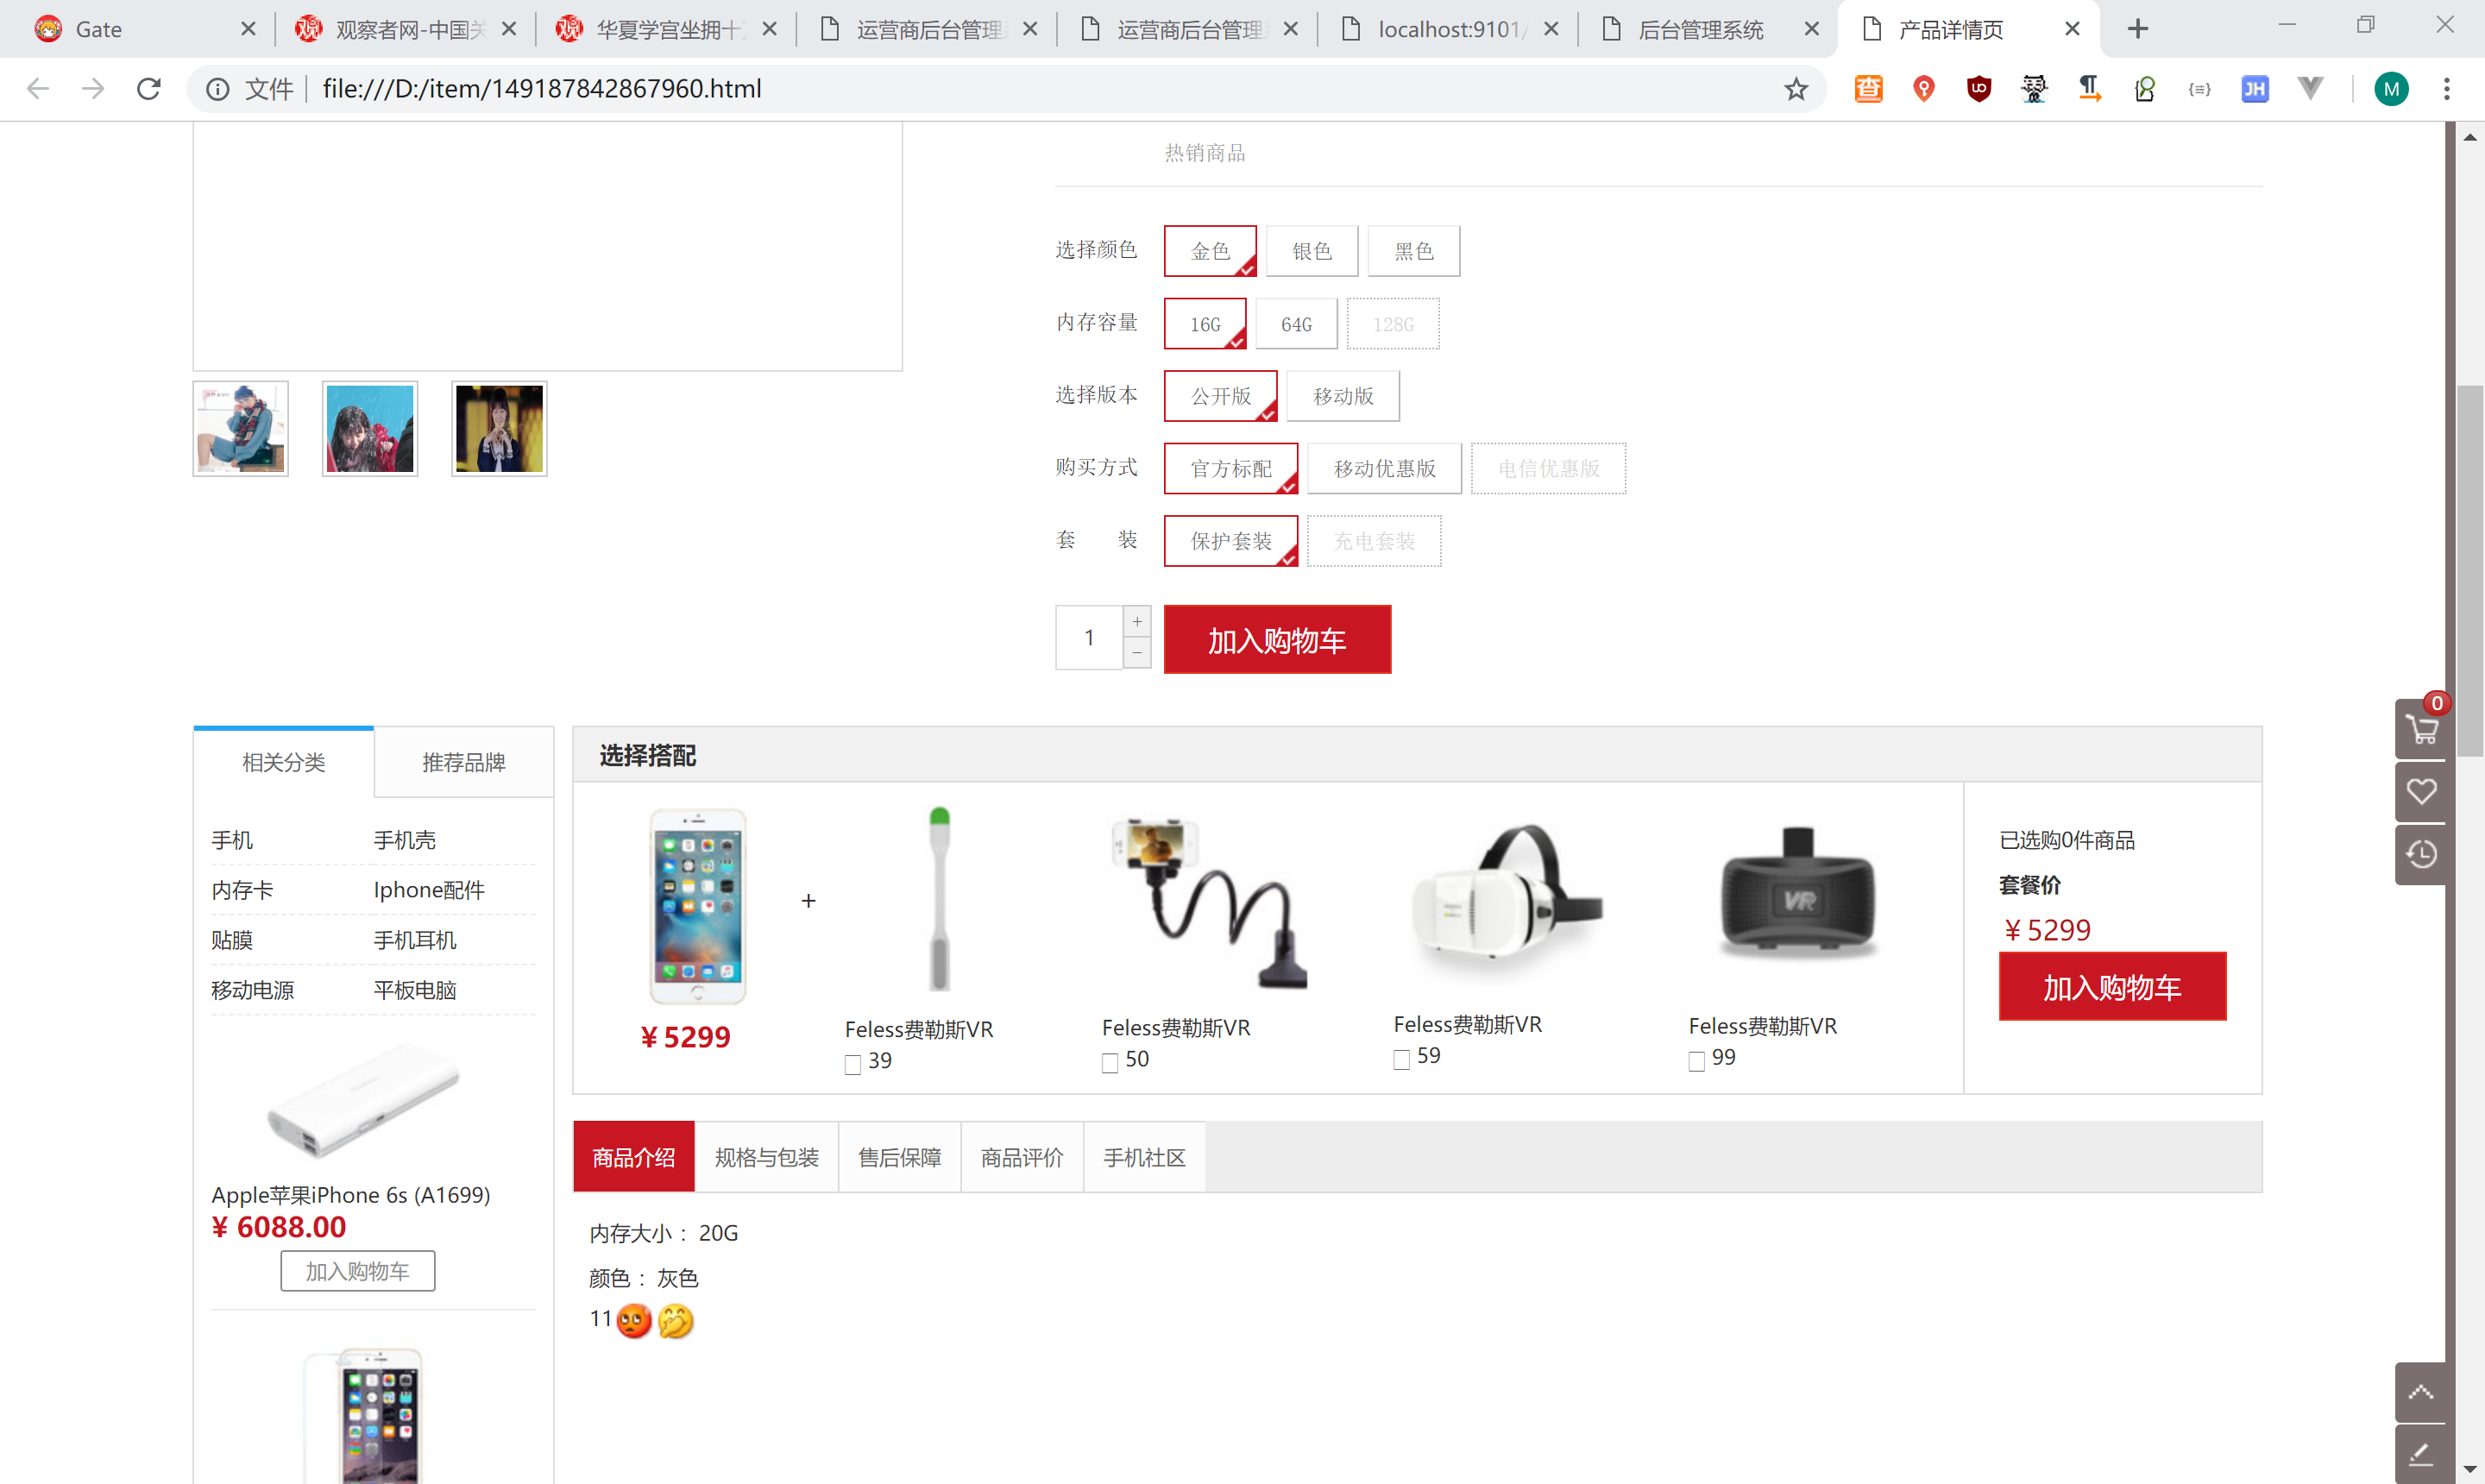 Gate
观察者网-中国关
华夏学宫坐拥十
运营商后台管理
运营商后台管理
localhost:9101/
后台管理系统
产品详情页
文件
file:///D:/item/149187842867960.html
JH
M
热销商品
选择颜色 金色 银色 黑色
内存容量 16G 64G 128G
选择版本 公开版 移动版
购买方式 官方标配 移动优惠版 电信优惠版
套 装 保护套装 充电套装
1 + − 加入购物车
0
相关分类 推荐品牌
手机 手机壳
内存卡 Iphone配件
贴膜 手机耳机
移动电源 平板电脑
Apple苹果iPhone 6s (A1699)
¥ 6088.00
加入购物车
选择搭配
+
VR
¥5299
Feless费勒斯VR
39
Feless费勒斯VR
50
Feless费勒斯VR
59
Feless费勒斯VR
99
已选购0件商品
套餐价
¥5299
加入购物车
商品介绍 规格与包装 售后保障 商品评价 手机社区
内存大小： 20G
颜色： 灰色
11